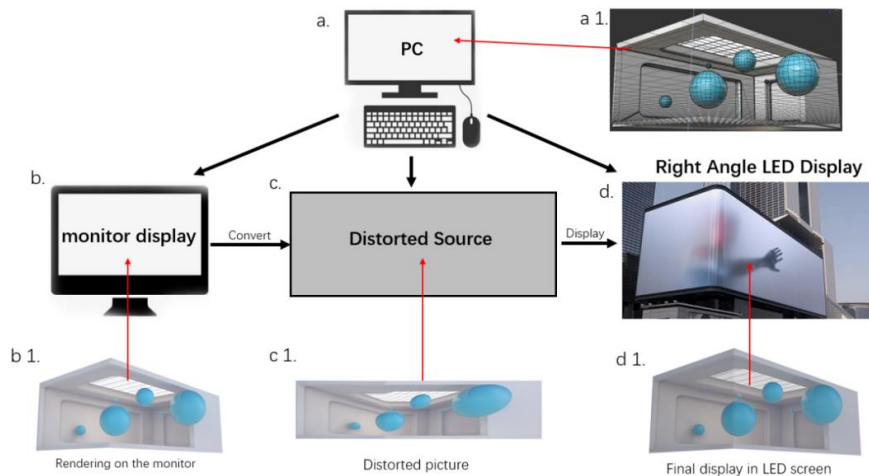 a.
PC
a 1.
b.
monitor display
Convert
c.
Distorted Source
Display
Right Angle LED Display
d.
b 1.
Rendering on the monitor
c 1.
Distorted picture
d 1.
Final display in LED screen